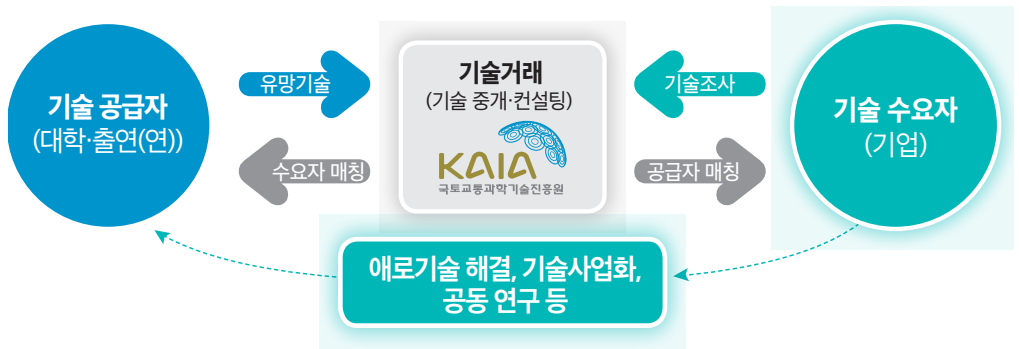 기술 공급자
(대학·출연(연))
유망기술
수요자 매칭
기술거래
(기술 중개·컨설팅)
KAIA
국토교통과학기술진흥원
기술조사
공급자 매칭
기술 수요자
(기업)
애로기술 해결, 기술사업화,
공동 연구 등